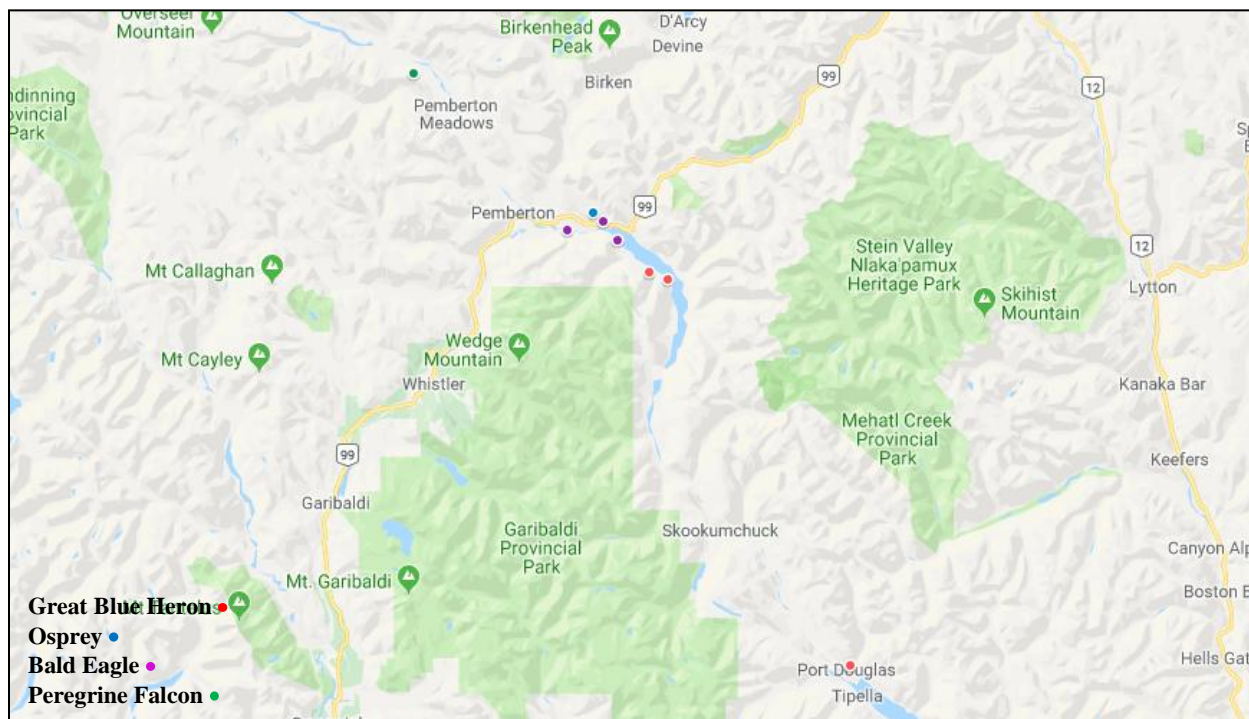 Overseer
Mountain
Birkenhead
Peak
D'Arcy
Devine
Birken
99
12
ndinning
ovincial
Park
Pemberton
Meadows
Pemberton
99
12
Stein Valley
Nlaka'pamux
Heritage Park
Lytton
Mt Callaghan
Skihist
Mountain
Wedge
Mountain
Mt Cayley
Whistler
Kanaka Bar
Mehatl Creek
Provincial
Park
99
Keefers
Garibaldi
Garibaldi
Provincial
Park
Skookumchuck
Canyon Alp
Mt. Garibaldi
Boston B
Great Blue Heron
Osprey
Bald Eagle
Peregrine Falcon
Hells Gat
Port Douglas
Tipella